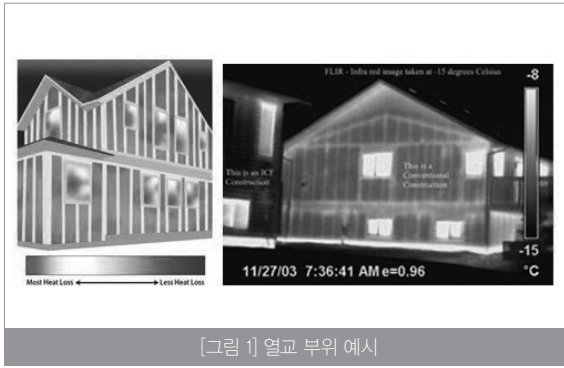 FLIR - Infra red image taken at -15 degrees Celsius
-8
This is an ICF
Construction
This is a
Conventional
Construction
-15
°C
11/27/03 7:36:41 AM e=0.96
Most Heat Loss
Less Heat Loss
[그림 1] 열교 부위 예시